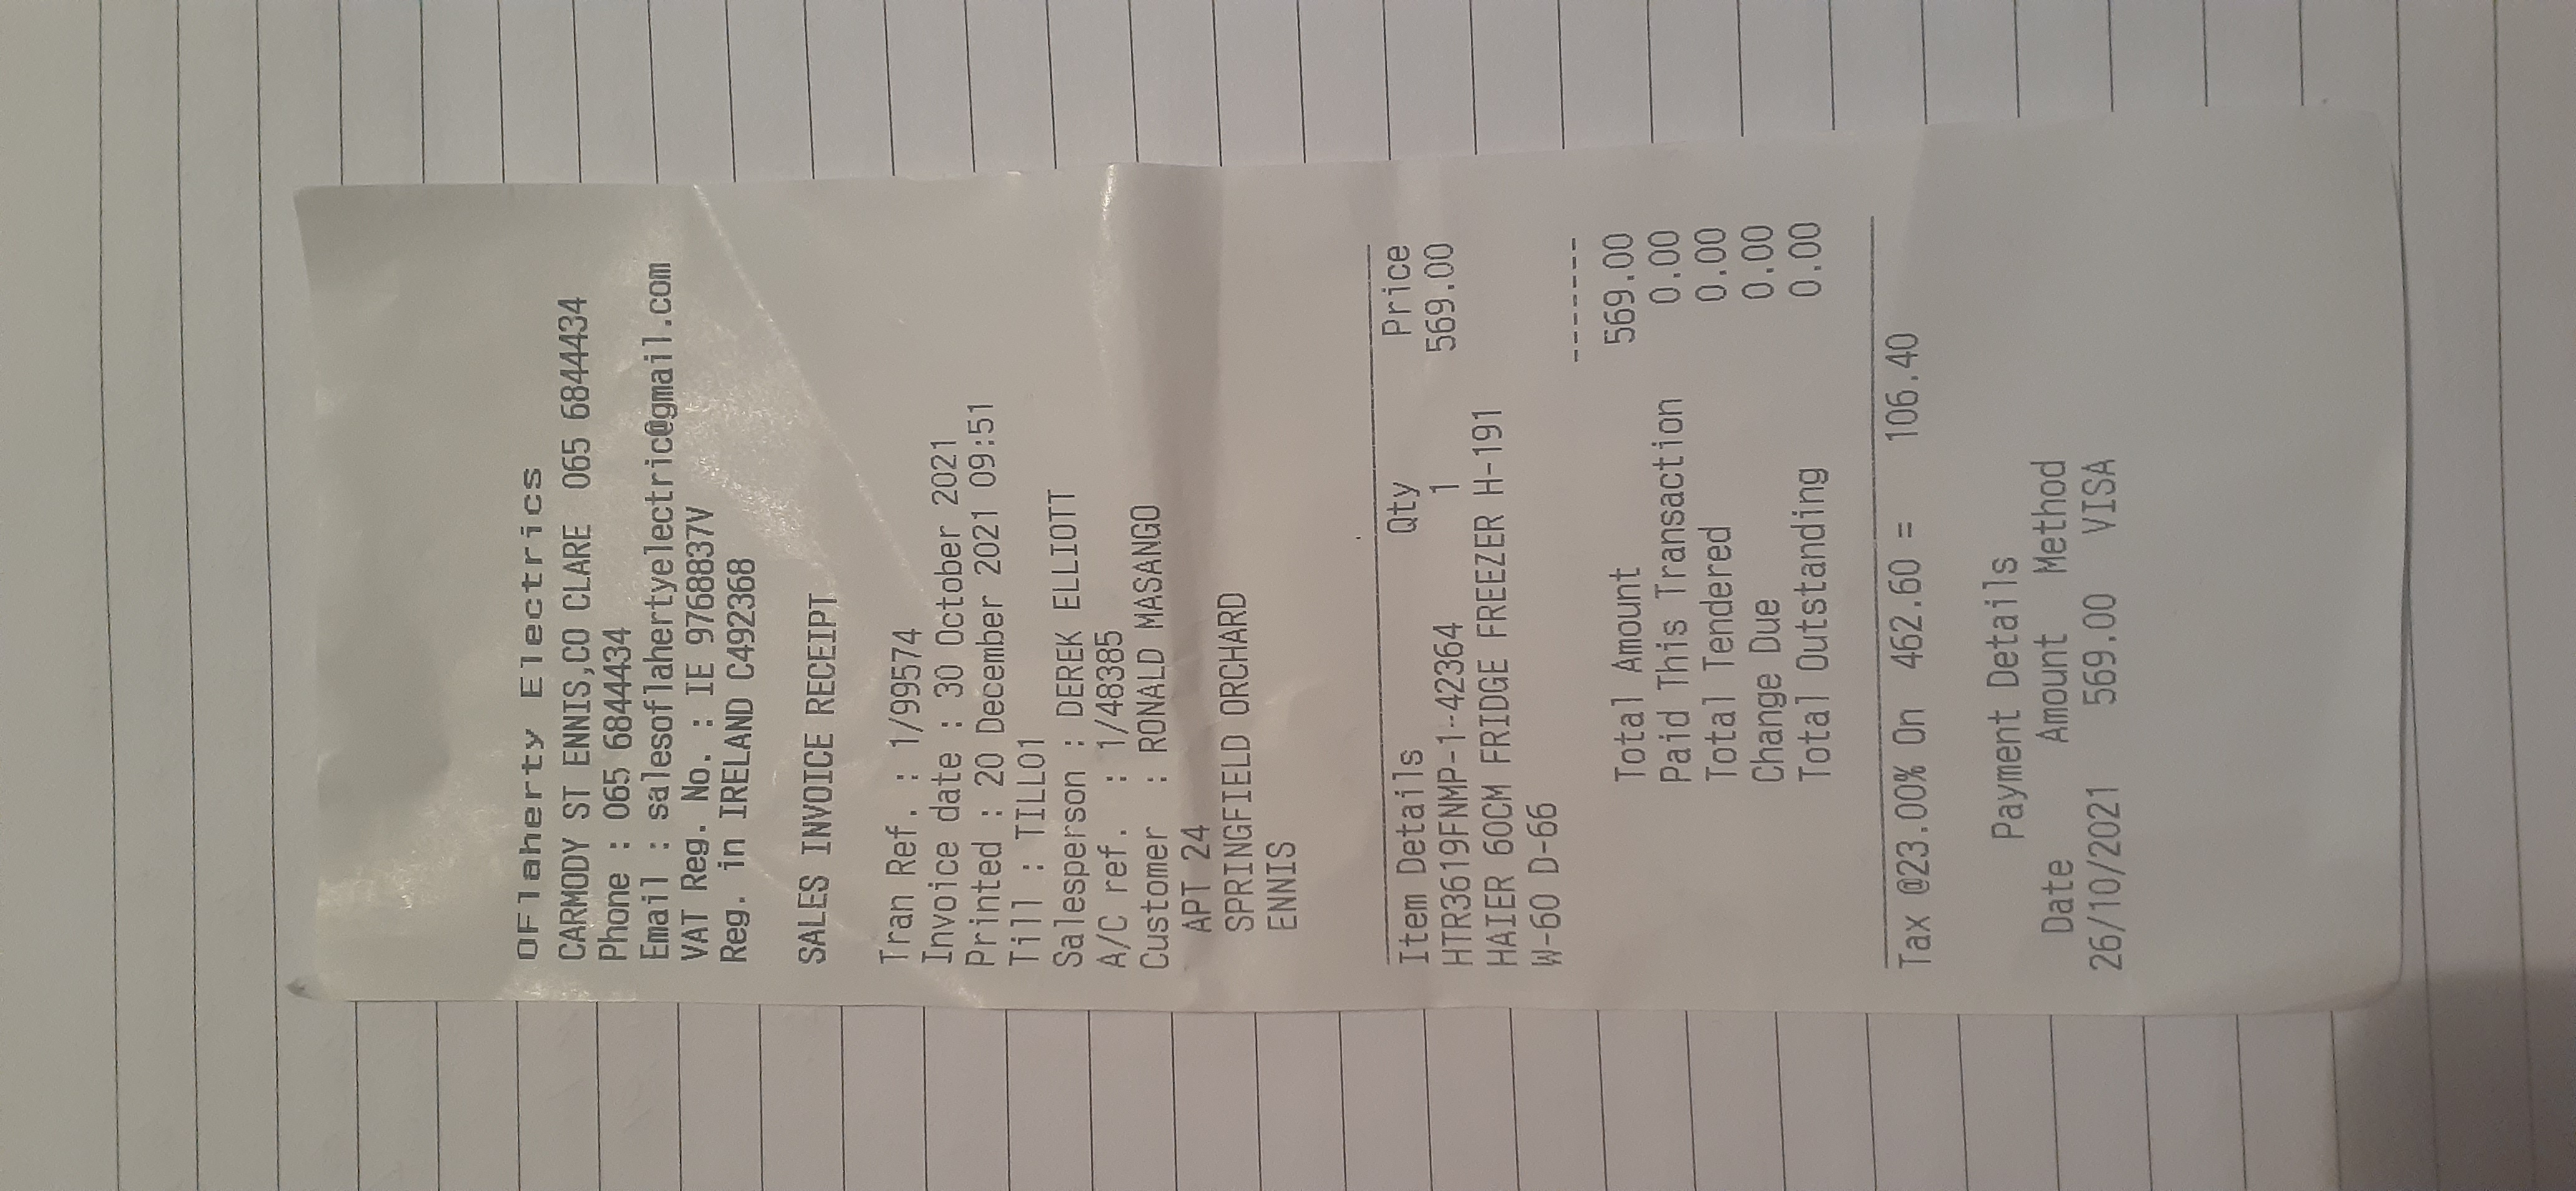 OFlaherty Electrics
CARMODY ST ENNIS,CO CLARE 065 6844434
Phone : 065 6844434
Email : salesoflahertyelectric@gmail.com
VAT Reg. No. : IE 9768837V
Reg. in IRELAND C492368
SALES INVOICE RECEIPT
Tran Ref. : 1/99574
Invoice date : 30 October 2021
Printed : 20 December 2021 09:51
Till : TILL01
Salesperson : DEREK ELLIOTT
A/C ref. : 1/48385
Customer : RONALD MASANGO
APT 24
SPRINGFIELD ORCHARD
ENNIS
Item Details Qty Price
HTR3619FNMP-1-42364 1 569.00
HAIER 60CM FRIDGE FREEZER H-191
W-60 D-66
--------
Total Amount 569.00
Paid This Transaction 0.00
Total Tendered 0.00
Change Due 0.00
Total Outstanding 0.00
Tax @23.00% On 462.60 = 106.40
Payment Details
Date Amount Method
26/10/2021 569.00 VISA